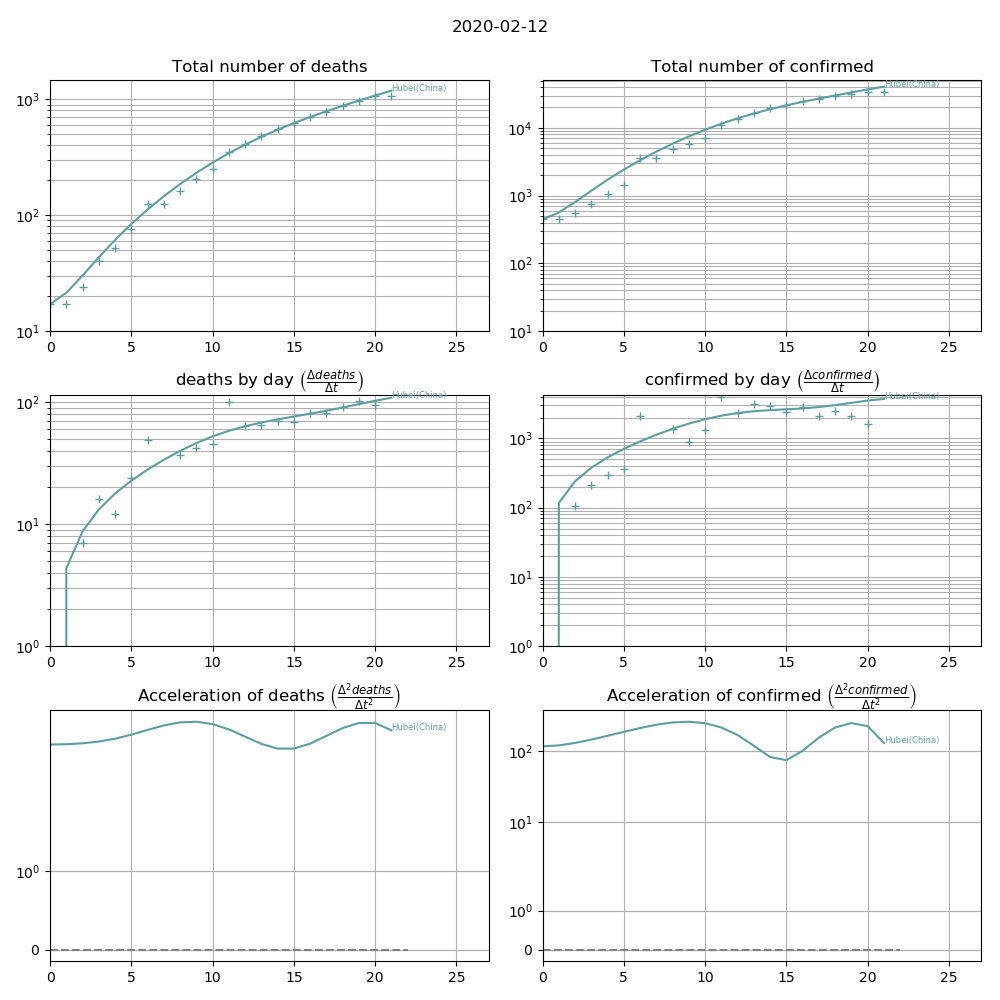 2020-02-12
Total number of deaths
Total number of confirmed
10³
10²
10¹
0 5 10 15 20 25
Hubei(China)
10⁴
10³
10²
10¹
0 5 10 15 20 25
Hubei(China)
deaths by day (Δdeaths/Δt)
confirmed by day (Δconfirmed/Δt)
10²
10¹
10⁰
0 5 10 15 20 25
Hubei(China)
10³
10²
10¹
10⁰
0 5 10 15 20 25
Hubei(China)
Acceleration of deaths (Δ²deaths/Δt²)
Acceleration of confirmed (Δ²confirmed/Δt²)
Hubei(China)
10⁰
0
0 5 10 15 20 25
Hubei(China)
10²
10¹
10⁰
0
0 5 10 15 20 25